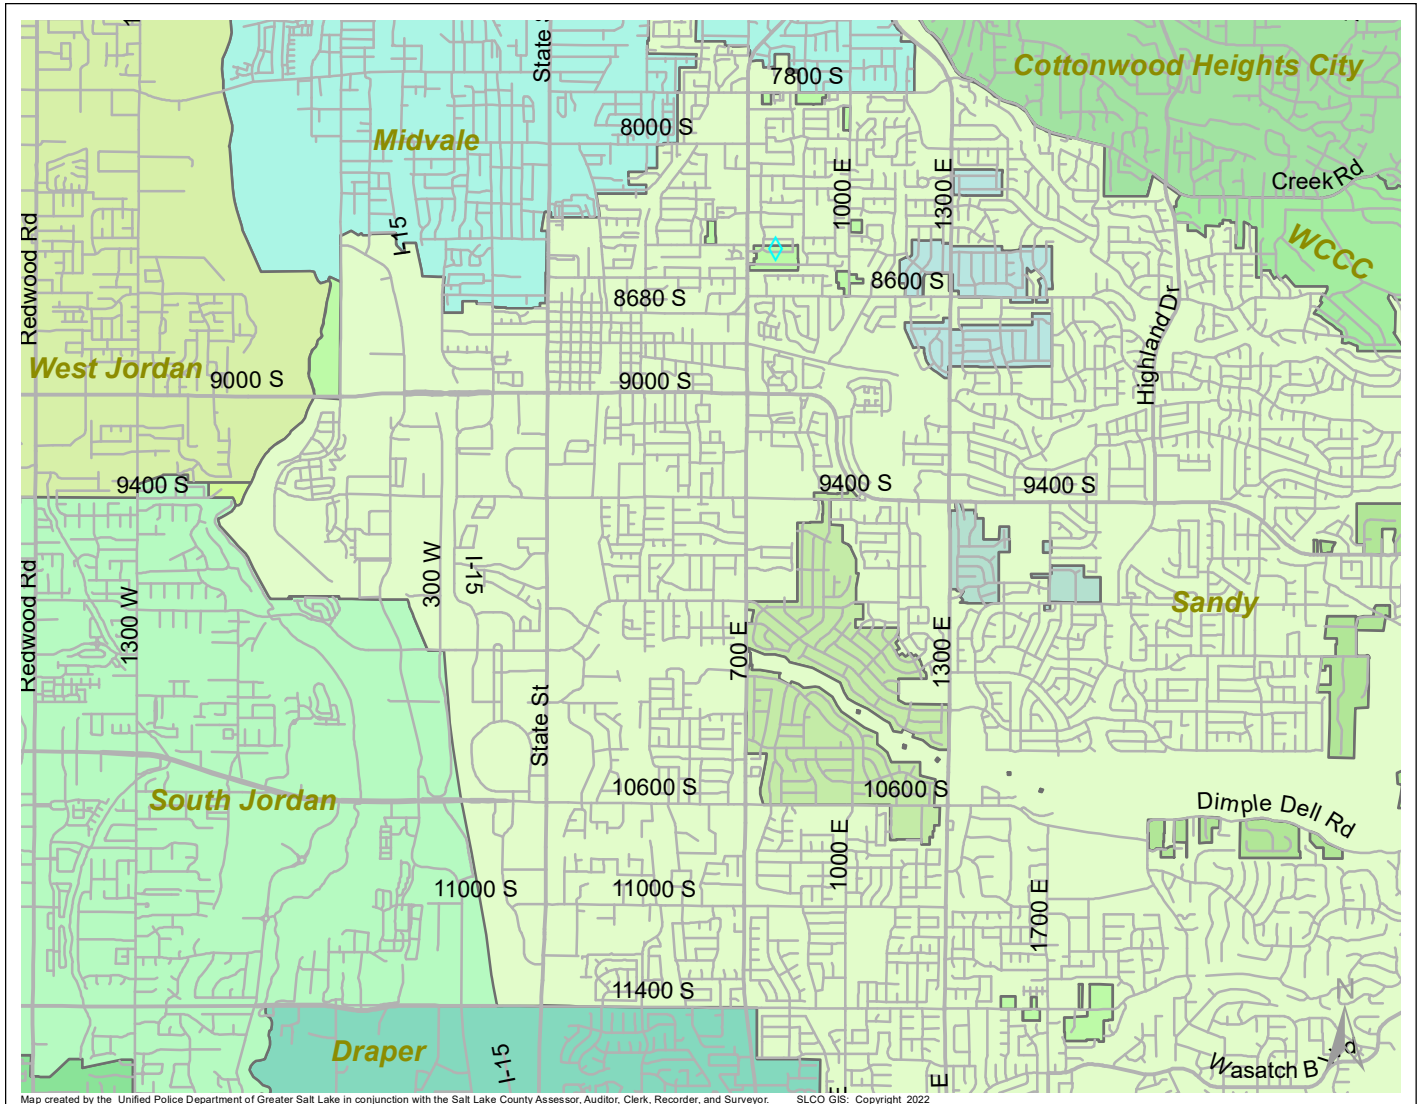 State S
7800 S
Cottonwood Heights City
8000 S
Midvale
1000 E
1300 E
Creek Rd
I-15
Redwood Rd
WCCC
8600 S
8680 S
Highland Dr
West Jordan
9000 S
9000 S
9400 S
9400 S
9400 S
300 W
I-15
Redwood Rd
1300 W
Sandy
700 E
1300 E
State St
10600 S
10600 S
South Jordan
Dimple Dell Rd
1000 E
11000 S
11000 S
1700 E
11400 S
N
Draper
I-15
Wasatch Blvd
E
E
Map created by the Unified Police Department of Greater Salt Lake in conjunction with the Salt Lake County Assessor, Auditor, Clerk, Recorder, and Surveyor. SLCO GIS: Copyright 2022